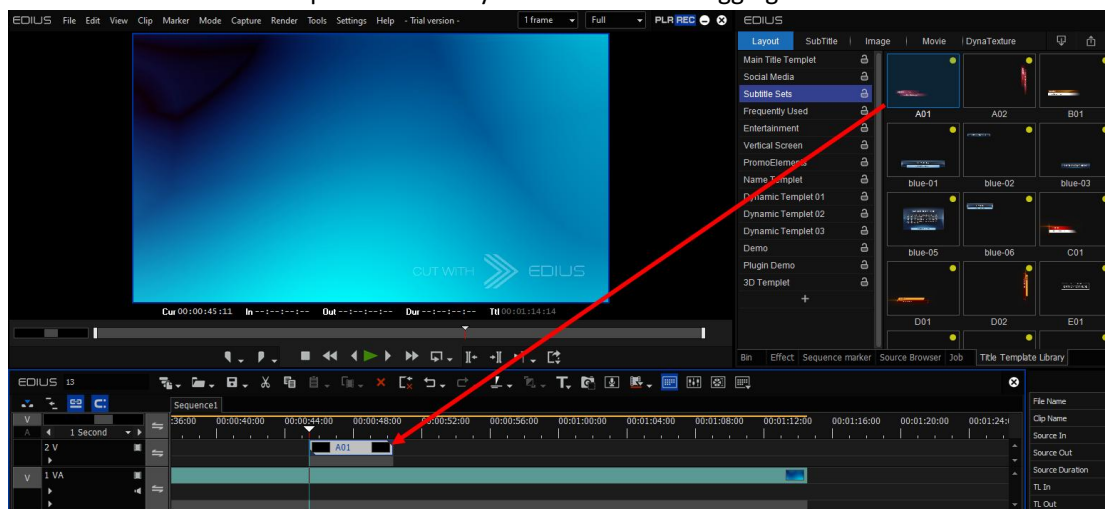 EDIUS File Edit View Clip Marker Mode Capture Render Tools Settings Help - Trial version - 1 frame Full PLR REC
EDIUS
Layout SubTitle Image Movie DynaTexture
Main Title Templet
Social Media
Subtitle Sets
Frequently Used
Entertainment
Vertical Screen
PromoElements
Name Templet
Dynamic Templet 01
Dynamic Templet 02
Dynamic Templet 03
Demo
Plugin Demo
3D Templet
+
A01 A02 B01
blue-01 blue-02 blue-03
blue-05 blue-06 C01
D01 D02 E01
CUT WITH EDIUS
Cur 00:00:45:11 In --:--:--:-- Out --:--:--:-- Dur --:--:--:-- Ttl 00:01:14:14
Bin Effect Sequence marker Source Browser Job Title Template Library
EDIUS 13
Sequence1
V
A 1 Second
:36:00 00:00:40:00 00:00:44:00 00:00:48:00 00:00:52:00 00:00:56:00 00:01:00:00 00:01:04:00 00:01:08:00 00:01:12:00 00:01:16:00 00:01:20:00 00:01:24:
2 V
A01
V 1 VA
File Name
Clip Name
Source In
Source Out
Source Duration
TL In
TL Out